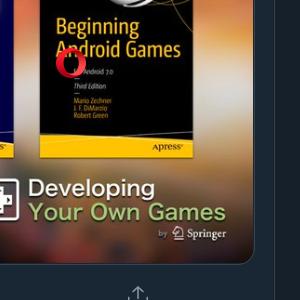 Beginning
Android Games
Android 7.0
Third Edition
Mario Zechner
J. F. DiMarzio
Robert Green
Apress®
Developing
Your Own Games
by Springer